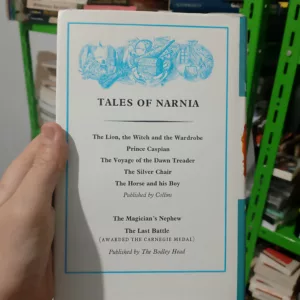 TALES OF NARNIA
The Lion, the Witch and the Wardrobe
Prince Caspian
The Voyage of the Dawn Treader
The Silver Chair
The Horse and his Boy
Published by Collins
The Magician's Nephew
The Last Battle
[AWARDED THE CARNEGIE MEDAL]
Published by The Bodley Head